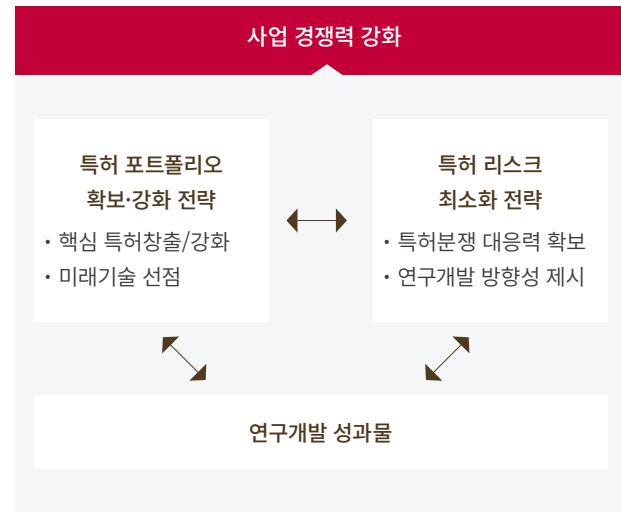 사업 경쟁력 강화
특허 포트폴리오
확보·강화 전략
· 핵심 특허창출/강화
· 미래기술 선점
특허 리스크
최소화 전략
· 특허분쟁 대응력 확보
· 연구개발 방향성 제시
연구개발 성과물